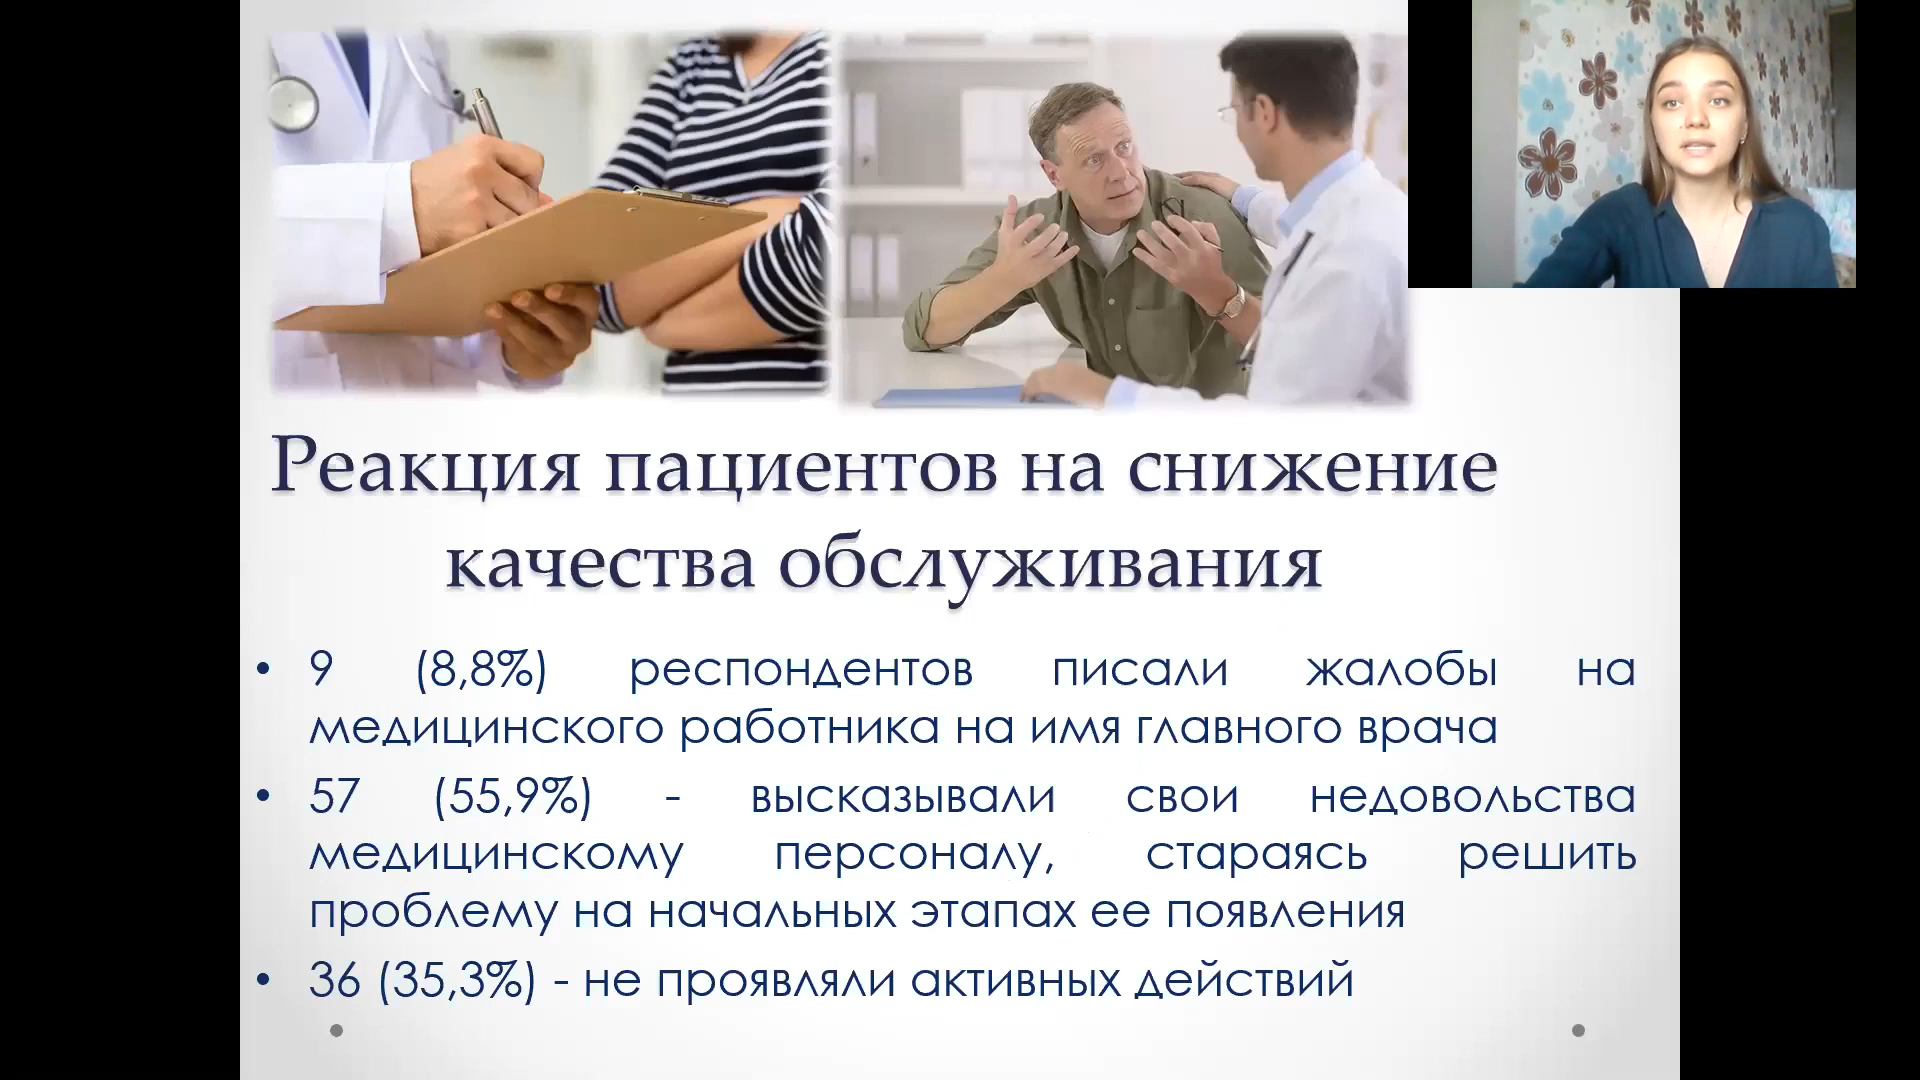 Реакция пациентов на снижение
качества обслуживания
• 9 (8,8%) респондентов писали жалобы на
медицинского работника на имя главного врача
• 57 (55,9%) - высказывали свои недовольства
медицинскому персоналу, стараясь решить
проблему на начальных этапах ее появления
• 36 (35,3%) - не проявляли активных действий